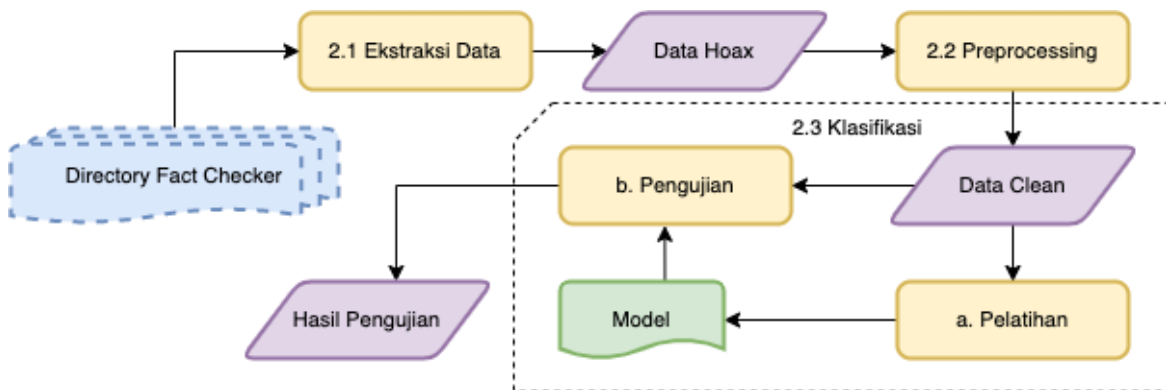 2.1 Ekstraksi Data
Data Hoax
2.2 Preprocessing
2.3 Klasifikasi
Directory Fact Checker
b. Pengujian
Data Clean
Hasil Pengujian
Model
a. Pelatihan